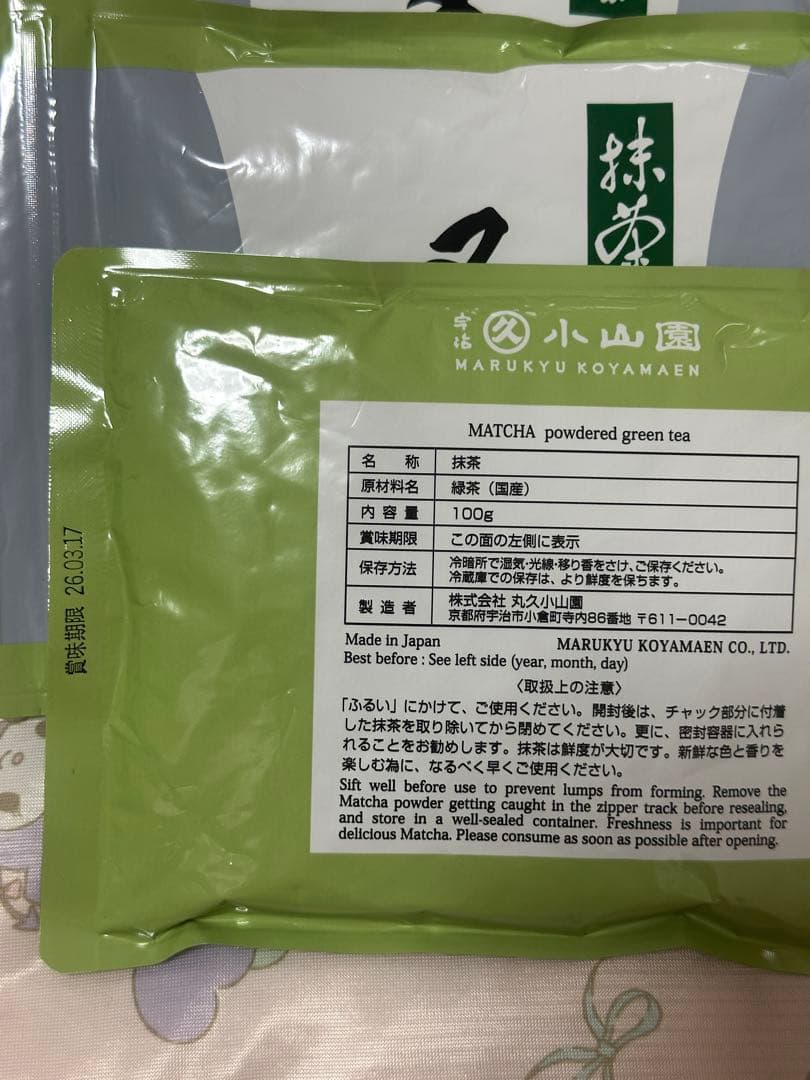 抹茶
宇治 久 小山園
MARUKYU KOYAMAEN
MATCHA powdered green tea
名 称 抹茶
原材料名 緑茶（国産）
内容量 100g
賞味期限 この面の左側に表示
保存方法 冷暗所で湿気・光線・移り香をさけ、ご保存ください。
冷蔵庫での保存は、より鮮度を保ちます。
製造者 株式会社 丸久小山園
京都府宇治市小倉町寺内86番地 〒611-0042
Made in Japan MARUKYU KOYAMAEN CO., LTD.
Best before : See left side (year, month, day)
〈取扱上の注意〉
「ふるい」にかけて、ご使用ください。開封後は、チャック部分に付着
した抹茶を取り除いてから閉めてください。更に、密封容器に入れら
れることをお勧めします。抹茶は鮮度が大切です。新鮮な色と香りを
楽しむ為に、なるべく早くご使用ください。
Sift well before use to prevent lumps from forming. Remove the
Matcha powder getting caught in the zipper track before resealing,
and store in a well-sealed container. Freshness is important for
delicious Matcha. Please consume as soon as possible after opening.
賞味期限 26.03.17